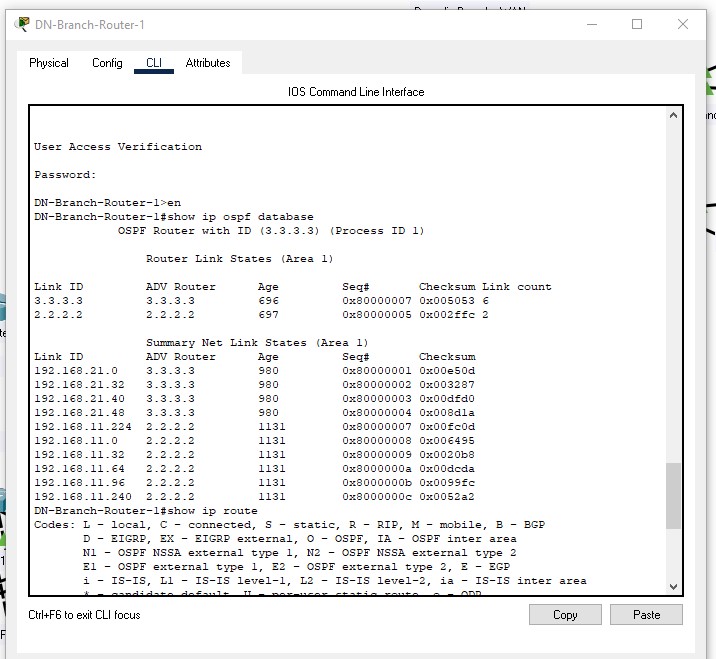 DN-Branch-Router-1
Physical Config CLI Attributes
IOS Command Line Interface
User Access Verification
Password:
DN-Branch-Router-1>en
DN-Branch-Router-1#show ip ospf database
OSPF Router with ID (3.3.3.3) (Process ID 1)
Router Link States (Area 1)
Link ID ADV Router Age Seq# Checksum Link count
3.3.3.3 3.3.3.3 696 0x80000007 0x005053 6
2.2.2.2 2.2.2.2 697 0x80000005 0x002ffc 2
Summary Net Link States (Area 1)
Link ID ADV Router Age Seq# Checksum
192.168.21.0 3.3.3.3 980 0x80000001 0x00e50d
192.168.21.32 3.3.3.3 980 0x80000002 0x003287
192.168.21.40 3.3.3.3 980 0x80000003 0x00dfd0
192.168.21.48 3.3.3.3 980 0x80000004 0x008d1a
192.168.11.224 2.2.2.2 1131 0x80000007 0x00fc0d
192.168.11.0 2.2.2.2 1131 0x80000008 0x006495
192.168.11.32 2.2.2.2 1131 0x80000009 0x0020b8
192.168.11.64 2.2.2.2 1131 0x8000000a 0x00dcda
192.168.11.96 2.2.2.2 1131 0x8000000b 0x0099fc
192.168.11.240 2.2.2.2 1131 0x8000000c 0x0052a2
DN-Branch-Router-1#show ip route
Codes: L - local, C - connected, S - static, R - RIP, M - mobile, B - BGP
D - EIGRP, EX - EIGRP external, O - OSPF, IA - OSPF inter area
N1 - OSPF NSSA external type 1, N2 - OSPF NSSA external type 2
E1 - OSPF external type 1, E2 - OSPF external type 2, E - EGP
i - IS-IS, L1 - IS-IS level-1, L2 - IS-IS level-2, ia - IS-IS inter area
* - candidate default, U - per-user static route, o - ODR
Ctrl+F6 to exit CLI focus
Copy Paste